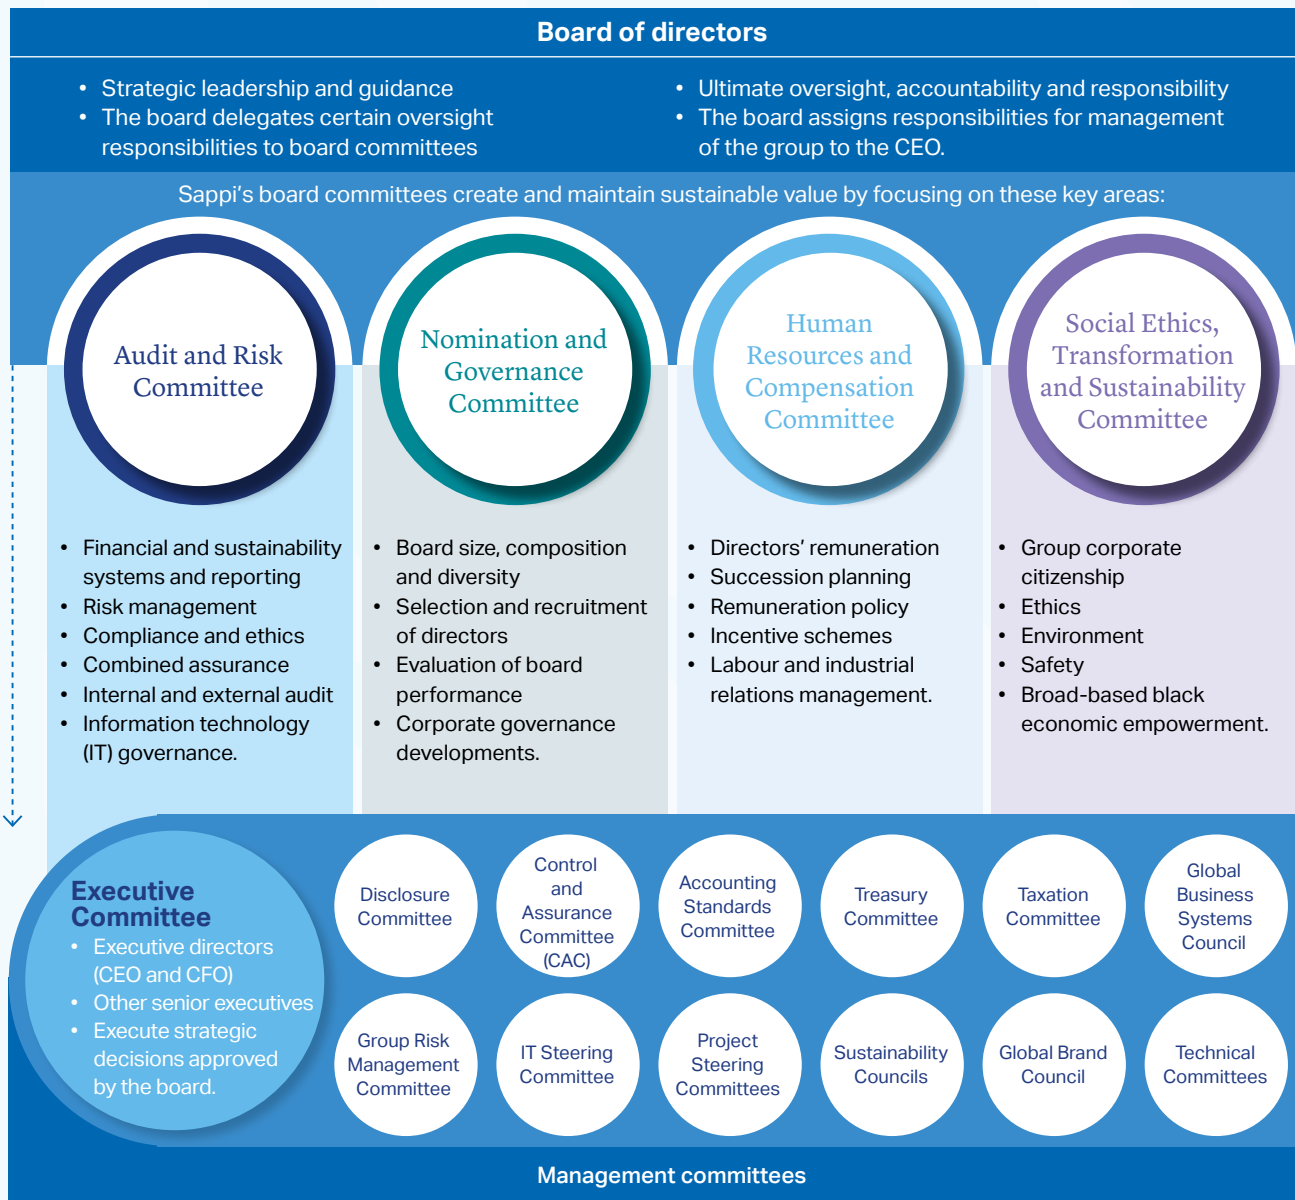 Board of directors
• Strategic leadership and guidance
• The board delegates certain oversight
responsibilities to board committees
• Ultimate oversight, accountability and responsibility
• The board assigns responsibilities for management
of the group to the CEO.
Sappi’s board committees create and maintain sustainable value by focusing on these key areas:
Audit and Risk
Committee
• Financial and sustainability
systems and reporting
• Risk management
• Compliance and ethics
• Combined assurance
• Internal and external audit
• Information technology
(IT) governance.
Nomination and
Governance
Committee
• Board size, composition
and diversity
• Selection and recruitment
of directors
• Evaluation of board
performance
• Corporate governance
developments.
Human
Resources and
Compensation
Committee
• Directors’ remuneration
• Succession planning
• Remuneration policy
• Incentive schemes
• Labour and industrial
relations management.
Social Ethics,
Transformation
and Sustainability
Committee
• Group corporate
citizenship
• Ethics
• Environment
• Safety
• Broad-based black
economic empowerment.
Executive
Committee
• Executive directors
(CEO and CFO)
• Other senior executives
• Execute strategic
decisions approved
by the board.
Disclosure
Committee
Control
and
Assurance
Committee
(CAC)
Accounting
Standards
Committee
Treasury
Committee
Taxation
Committee
Global
Business
Systems
Council
Group Risk
Management
Committee
IT Steering
Committee
Project
Steering
Committees
Sustainability
Councils
Global Brand
Council
Technical
Committees
Management committees